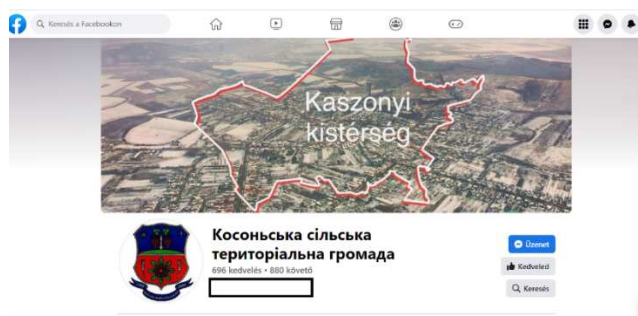 Keresés a Facebookon
Kaszonyi
kistérség
Косоньська сільська
територіальна громада
696 kedvelés • 880 követő
Üzenet
Kedveled
Keresés